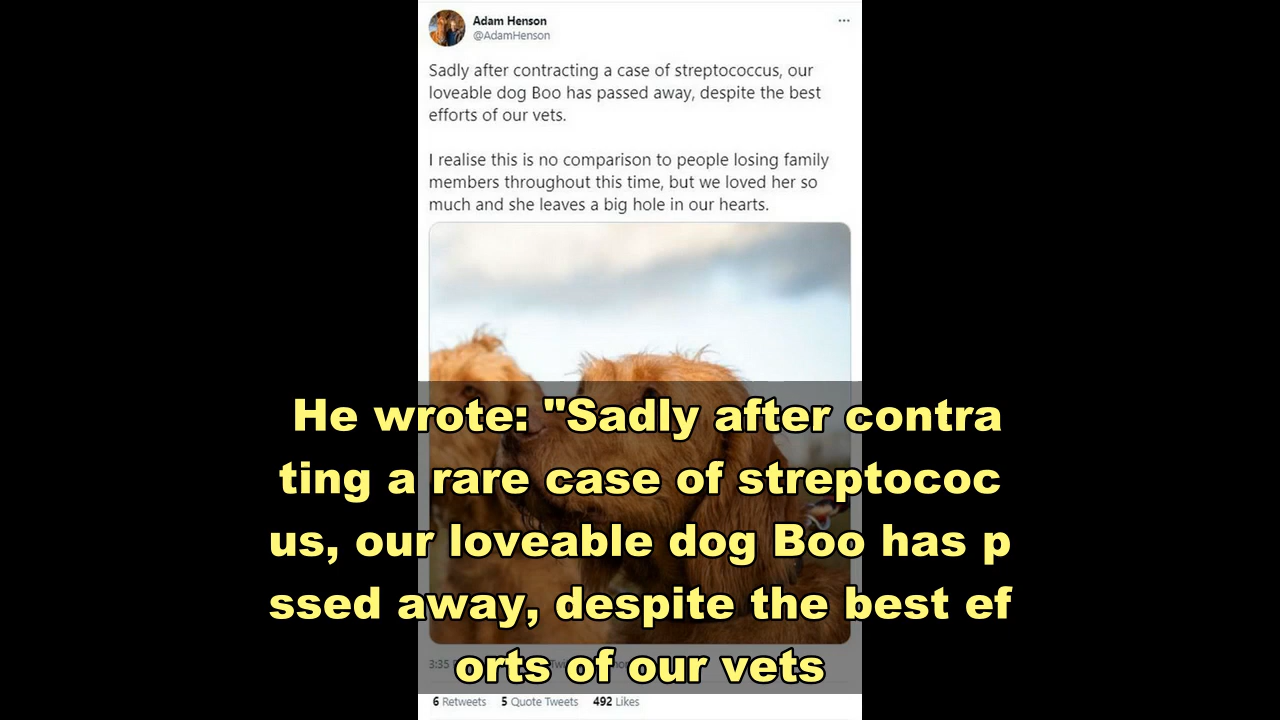 Adam Henson
@AdamHenson
Sadly after contracting a case of streptococcus, our
loveable dog Boo has passed away, despite the best
efforts of our vets.
I realise this is no comparison to people losing family
members throughout this time, but we loved her so
much and she leaves a big hole in our hearts.
He wrote: "Sadly after contra
ting a rare case of streptococ
us, our loveable dog Boo has p
ssed away, despite the best ef
orts of our vets
3:35
6 Retweets 5 Quote Tweets 492 Likes